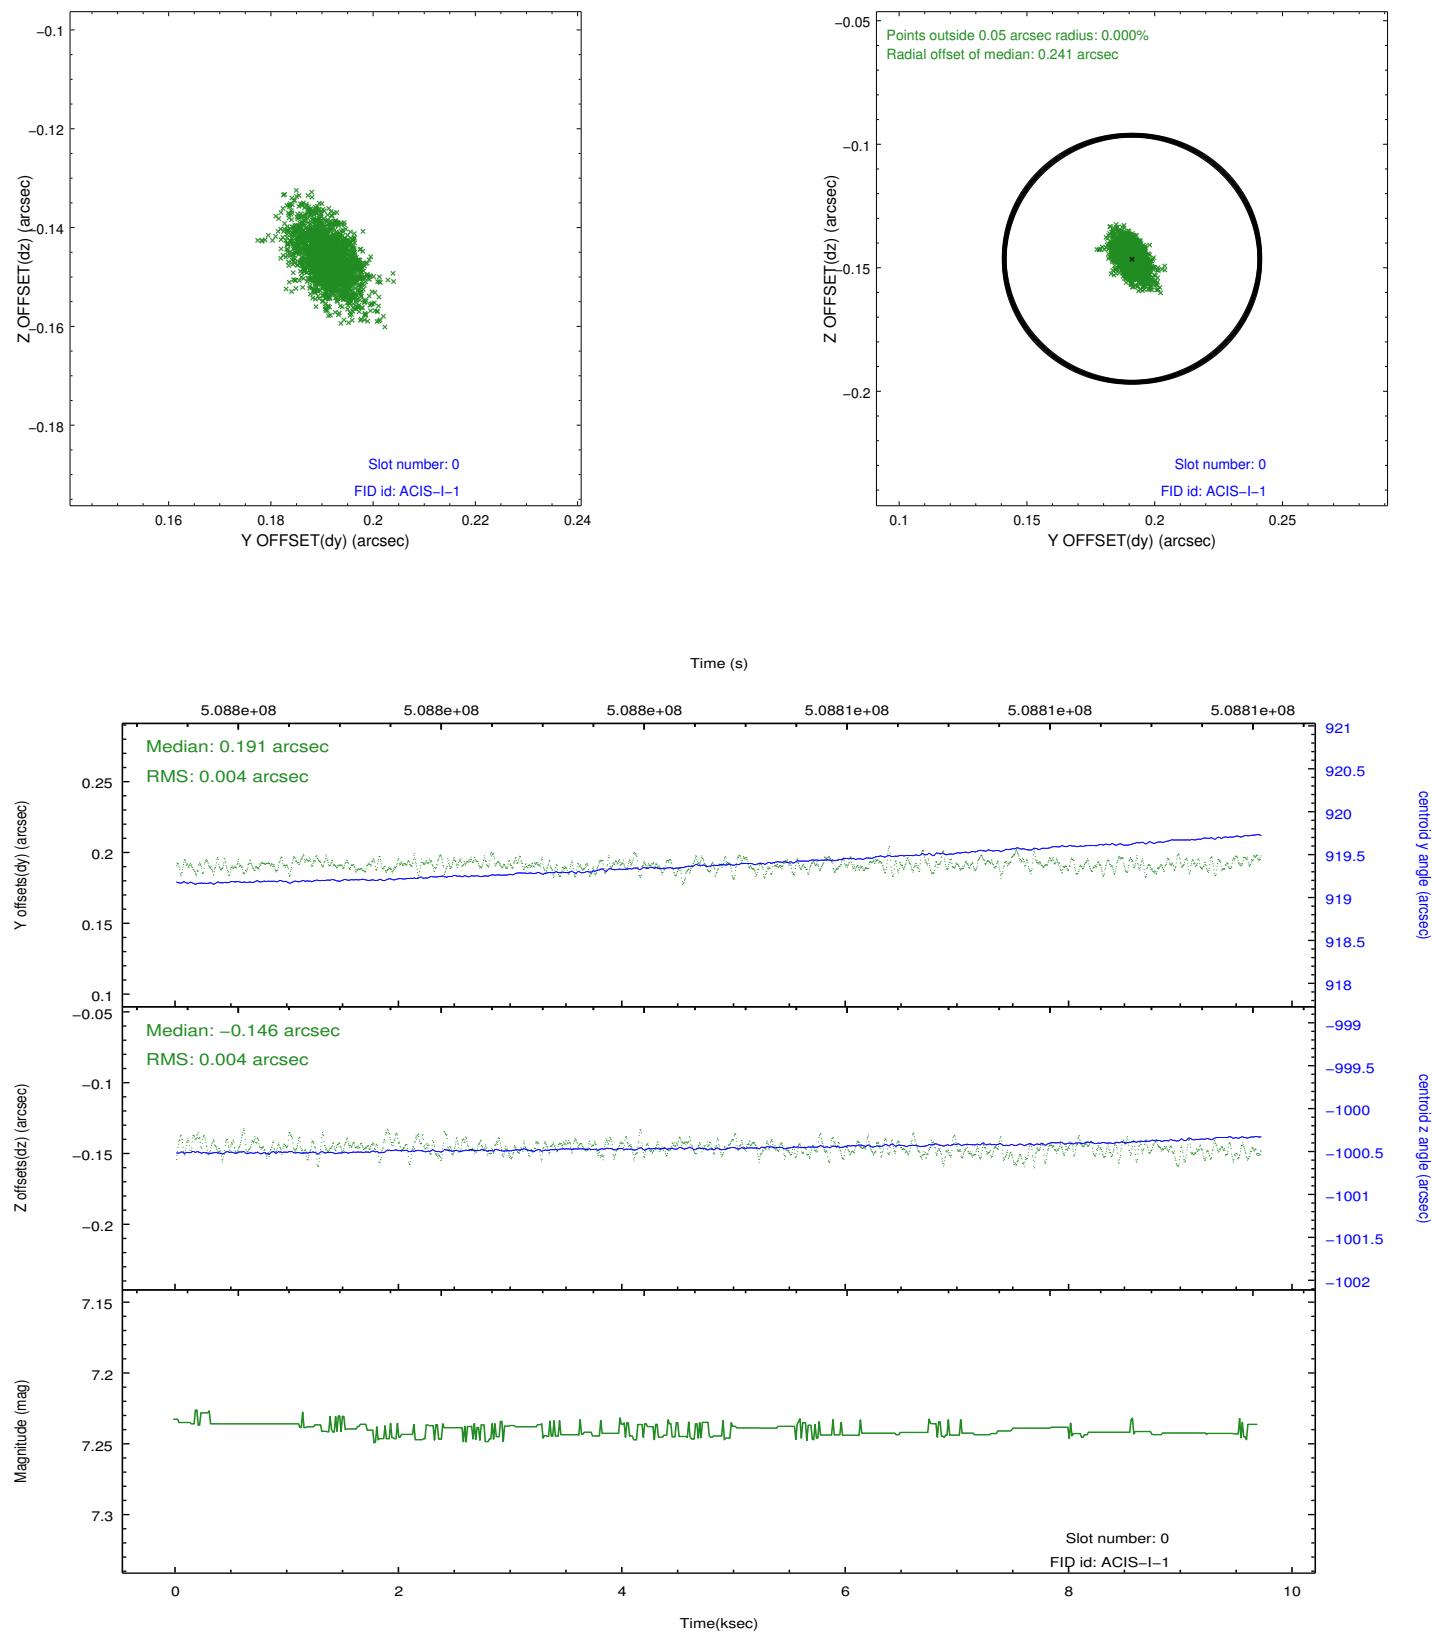 −0.1
−0.12
−0.14
−0.16
−0.18
Z OFFSET(dz) (arcsec)
Slot number: 0
FID id: ACIS−I−1
0.16 0.18 0.2 0.22 0.24
Y OFFSET(dy) (arcsec)
Points outside 0.05 arcsec radius: 0.000%
Radial offset of median: 0.241 arcsec
−0.05
−0.1
−0.15
−0.2
Z OFFSET(dz) (arcsec)
Slot number: 0
FID id: ACIS−I−1
0.1 0.15 0.2 0.25
Y OFFSET(dy) (arcsec)
Time (s)
5.088e+08 5.088e+08 5.088e+08 5.0881e+08 5.0881e+08 5.0881e+08
Median: 0.191 arcsec
RMS: 0.004 arcsec
0.25
0.2
0.15
0.1
Y offsets(dy) (arcsec)
921
920.5
920
919.5
919
918.5
918
centroid y angle (arcsec)
Median: −0.146 arcsec
RMS: 0.004 arcsec
−0.05
−0.1
−0.15
−0.2
Z offsets(dz) (arcsec)
−999
−999.5
−1000
−1000.5
−1001
−1001.5
−1002
centroid z angle (arcsec)
7.15
7.2
7.25
7.3
Magnitude (mag)
Slot number: 0
FID id: ACIS−I−1
0 2 4 6 8 10
Time(ksec)